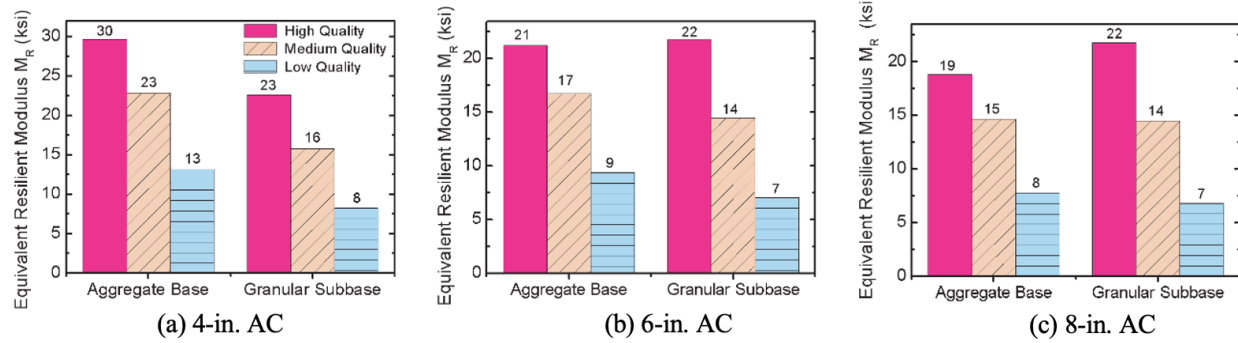 Equivalent Resilient Modulus M_R (ksi)
30
25
20
15
10
5
0
30
23
13
23
16
8
High Quality
Medium Quality
Low Quality
Aggregate Base
Granular Subbase
(a) 4-in. AC
Equivalent Resilient Modulus M_R (ksi)
20
15
10
5
0
21
17
9
22
14
7
Aggregate Base
Granular Subbase
(b) 6-in. AC
Equivalent Resilient Modulus M_R (ksi)
20
15
10
5
0
19
15
8
22
14
7
Aggregate Base
Granular Subbase
(c) 8-in. AC